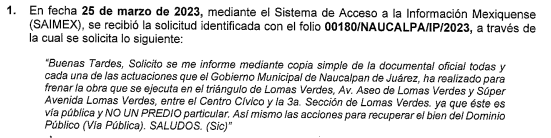 1. En fecha 25 de marzo de 2023, mediante el Sistema de Acceso a la Información Mexiquense
(SAIMEX), se recibió la solicitud identificada con el folio 00180/NAUCALPA/IP/2023, a través de
la cual se solicita lo siguiente:
"Buenas Tardes, Solicito se me informe mediante copia simple de la documental oficial todas y
cada una de las actuaciones que el Gobierno Municipal de Naucalpan de Juárez, ha realizado para
frenar la obra que se ejecuta en el triángulo de Lomas Verdes, Av. Aseo de Lomas Verdes y Súper
Avenida Lomas Verdes, entre el Centro Cívico y la 3a. Sección de Lomas Verdes. ya que éste es
vía pública y NO UN PREDIO particular. Así mismo las acciones para recuperar el bien del Dominio
Público (Vía Pública). SALUDOS. (Sic)"